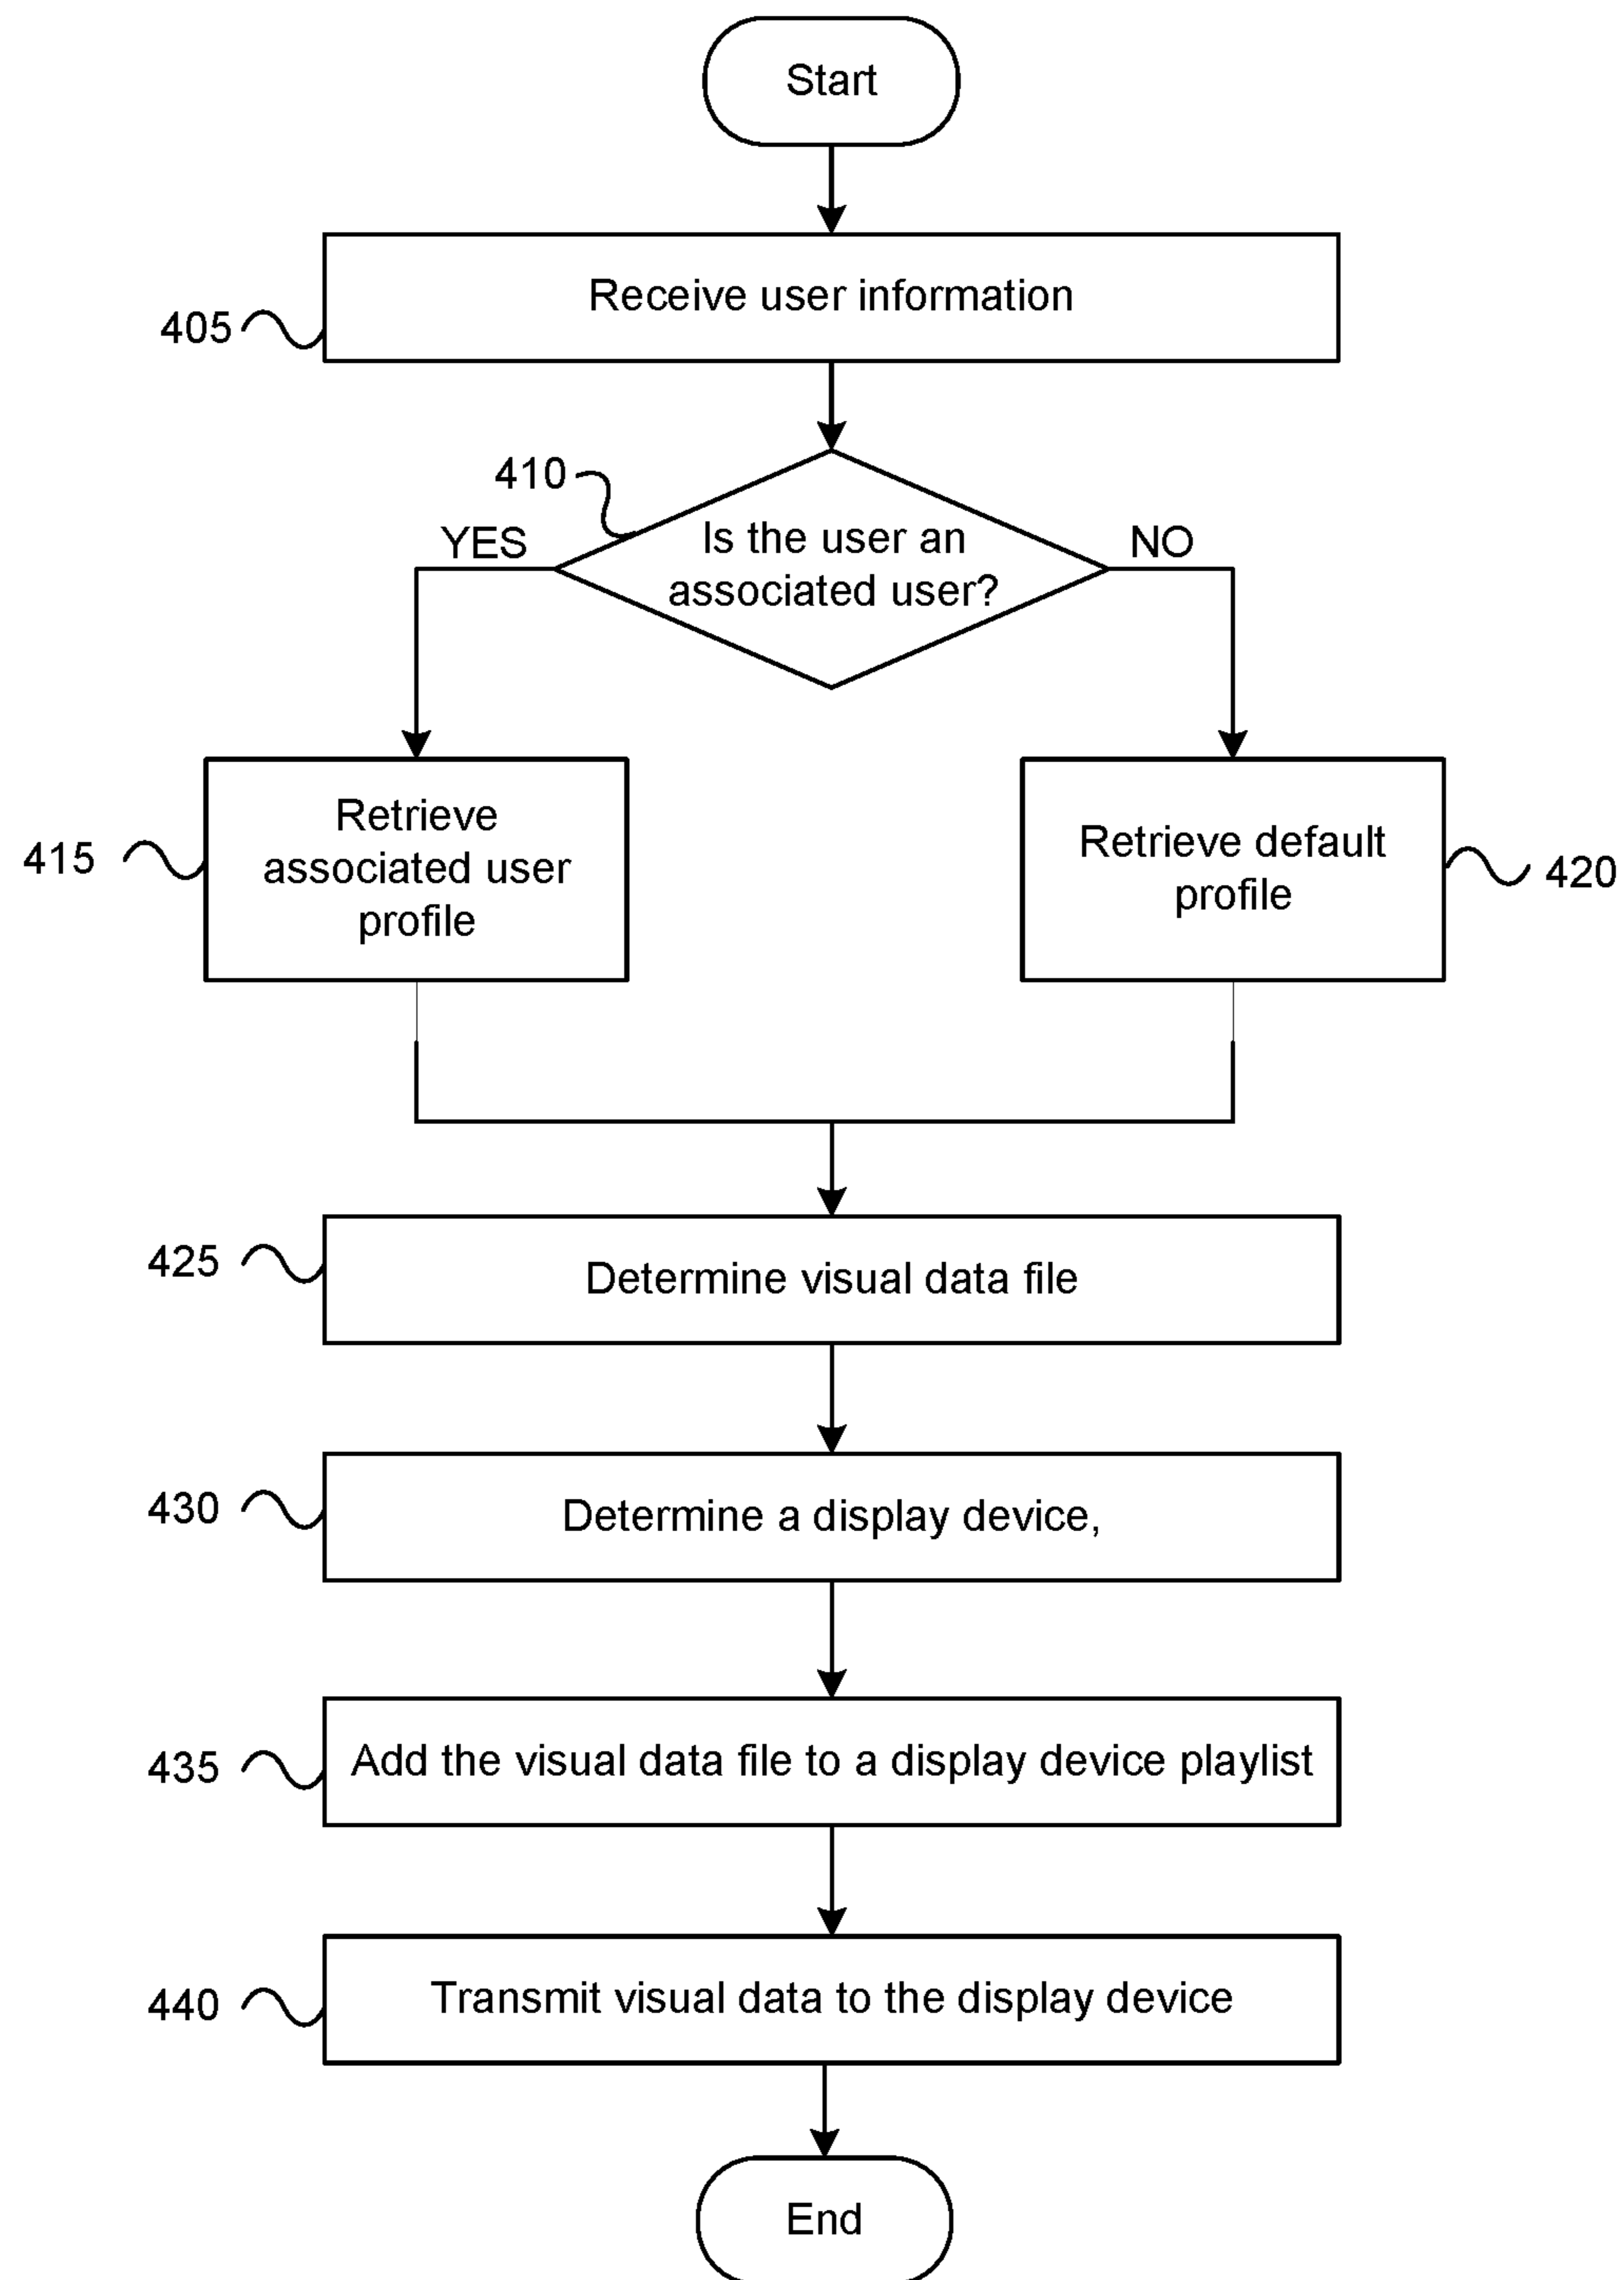 Start
Receive user information
405
410
Is the user an
associated user?
YES
NO
Retrieve
associated user
profile
415
Retrieve default
profile
420
425
Determine visual data file
430
Determine a display device,
435
Add the visual data file to a display device playlist
440
Transmit visual data to the display device
End